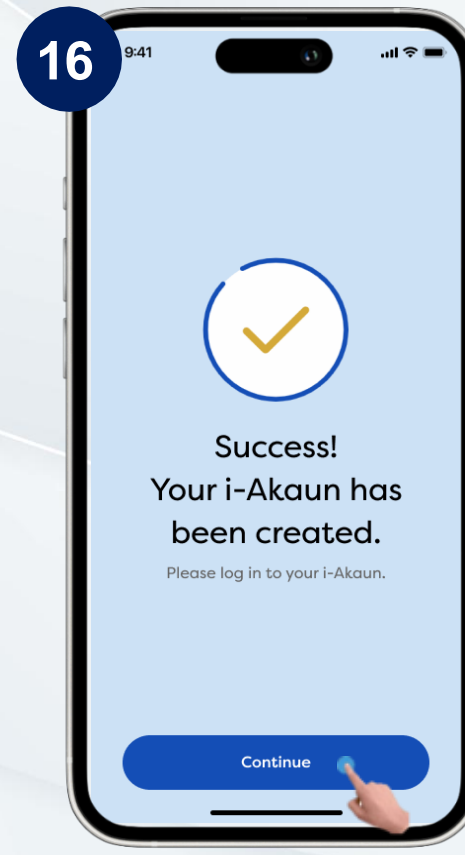 16
9:41
Success!
Your i-Akaun has
been created.
Please log in to your i-Akaun.
Continue